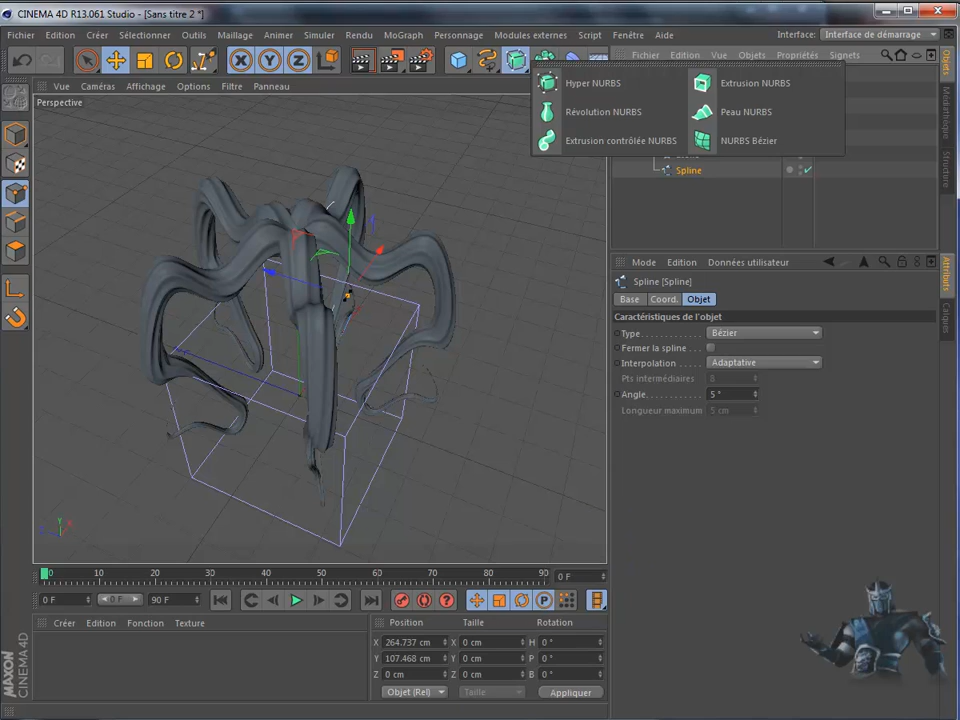 CINEMA 4D R13.061 Studio - [Sans titre 2 *]
Fichier Edition Créer Sélectionner Outils Maillage Animer Simuler Rendu MoGraph Personnage Modules externes Script Fenêtre Aide Interface: Interface de démarrage
X Y Z
Fichier Edition Vue Objets Propriétés Signets
Vue Caméras Affichage Options Filtre Panneau
Perspective
Hyper NURBS Extrusion NURBS
Révolution NURBS Peau NURBS
Extrusion contrôlée NURBS NURBS Bézier
Spline
Objets
Médiathèque
Structure
Mode Edition Données utilisateur
Spline [Spline]
Base Coord. Objet
Caractéristiques de l'objet
Type Bézier
Fermer la spline
Interpolation Adaptative
Pts intermédiaires 8
Angle 5 °
Longueur maximum 5 cm
Attributs
Calques
Y
0 10 20 30 40 50 60 70 80 90 0 F
0 F 0 F 90 F
P
Créer Edition Fonction Texture
Position Taille Rotation
X 264.737 cm X 0 cm H 0 °
Y 107.468 cm Y 0 cm P 0 °
Z 0 cm Z 0 cm B 0 °
Objet (Rel) Taille Appliquer
MAXON
CINEMA 4D